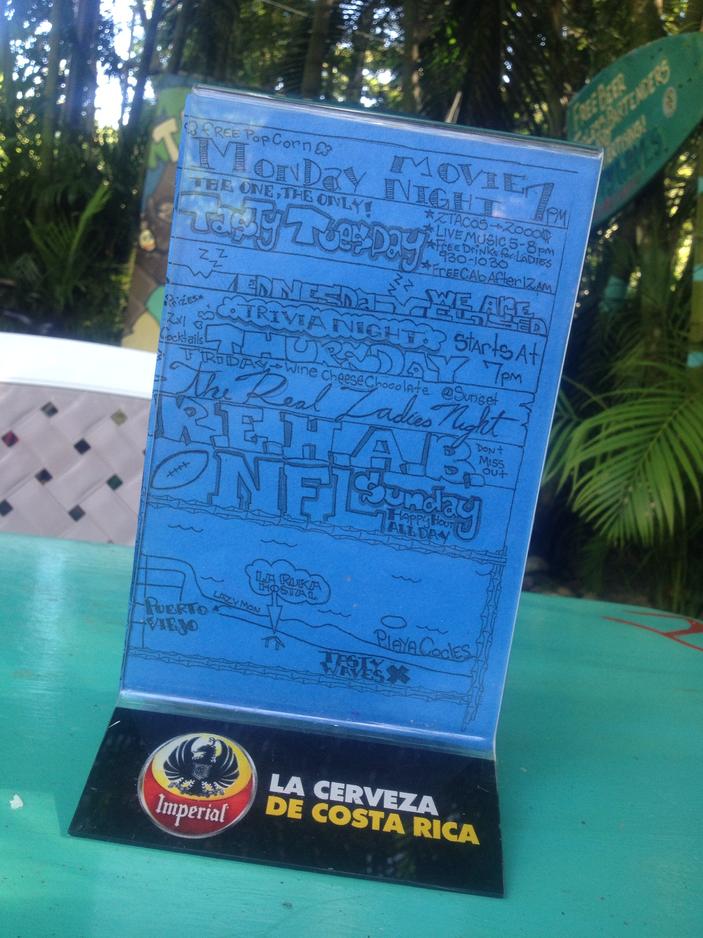 Free PopCorn
Monday Movie Night 7PM
THE ONE, THE ONLY!
Tasty Tuesday
★2TACOS→2000₡
★LIVE MUSIC 5-8pm
★Free Drinks For Ladies
930-1030
★FreeCab After 12am
ZZZ
WEDNESDAY WE ARE CLOSED
Prizes
2x1
Cocktails
TRIVIA NIGHT
THURSDAY
Starts At
7pm
FRIDAY→Wine Cheese Chocolate @Sunset
The Real Ladies Night
R.E.H.A.B.
Don't
Miss
Out
NFL Sunday
Happy Hour
ALL DAY
LA RUKA
HOSTAL
LAZY MON
PUERTO
VIEJO
PLAYA COCLES
TASTY
WAVES X
Imperial
LA CERVEZA
DE COSTA RICA
FREE BEER
BARTENDERS